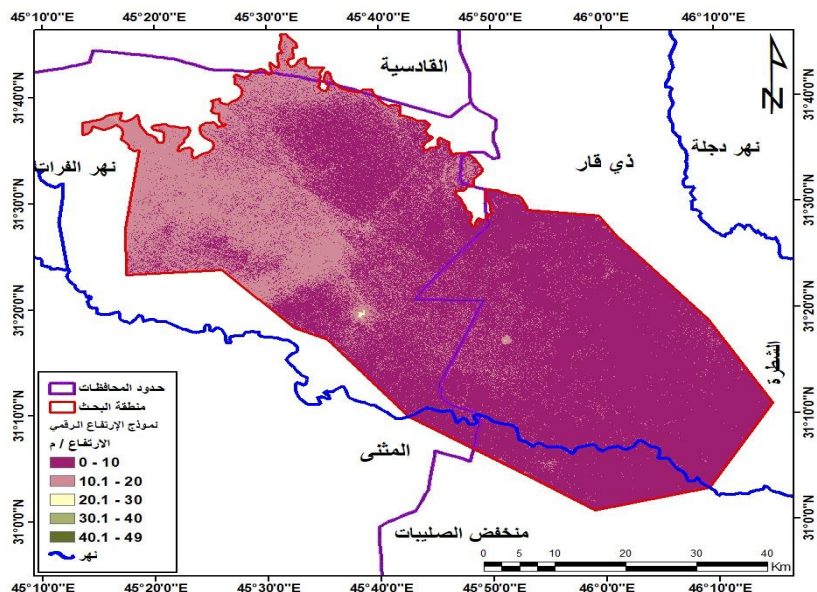 45°10'0"E 45°20'0"E 45°30'0"E 45°40'0"E 45°50'0"E 46°0'0"E 46°10'0"E
31°40'0"N
31°30'0"N
31°20'0"N
31°10'0"N
31°0'0"N
31°40'0"N
31°30'0"N
31°20'0"N
31°10'0"N
31°0'0"N
N
القادسية
نهر دجلة
ذي قار
نهر الفرات
الشطرة
المثنى
منخفض الصليبات
حدود المحافظات
منطقة البحث
نموذج الإرتفاع الرقمي
الارتفاع / م
0 - 10
10.1 - 20
20.1 - 30
30.1 - 40
40.1 - 49
نهر
0 5 10 20 30 40
Km
45°10'0"E 45°20'0"E 45°30'0"E 45°40'0"E 45°50'0"E 46°0'0"E 46°10'0"E